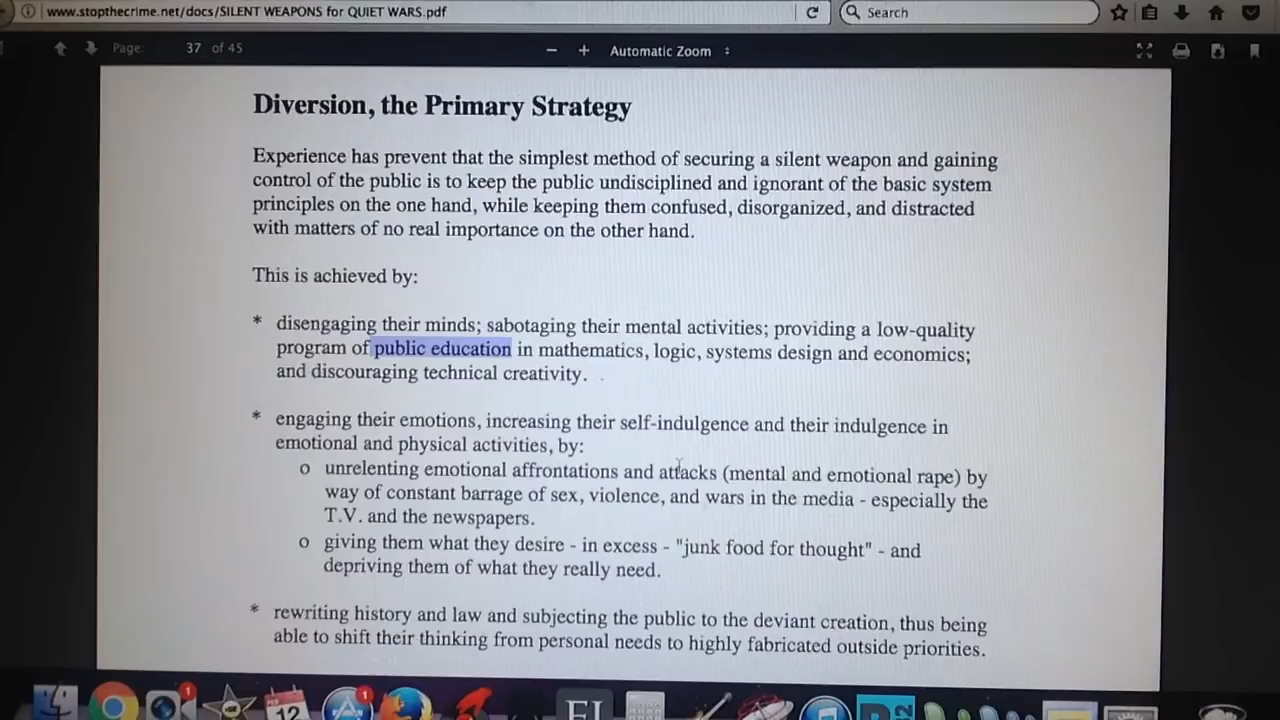 www.stopthecrime.net/docs/SILENT WEAPONS for QUIET WARS.pdf
Search
Page: 37 of 45
Automatic Zoom
Diversion, the Primary Strategy
Experience has prevent that the simplest method of securing a silent weapon and gaining
control of the public is to keep the public undisciplined and ignorant of the basic system
principles on the one hand, while keeping them confused, disorganized, and distracted
with matters of no real importance on the other hand.
This is achieved by:
* disengaging their minds; sabotaging their mental activities; providing a low-quality
program of public education in mathematics, logic, systems design and economics;
and discouraging technical creativity.
* engaging their emotions, increasing their self-indulgence and their indulgence in
emotional and physical activities, by:
o unrelenting emotional affrontations and attacks (mental and emotional rape) by
way of constant barrage of sex, violence, and wars in the media - especially the
T.V. and the newspapers.
o giving them what they desire - in excess - "junk food for thought" - and
depriving them of what they really need.
* rewriting history and law and subjecting the public to the deviant creation, thus being
able to shift their thinking from personal needs to highly fabricated outside priorities.
1
12
1